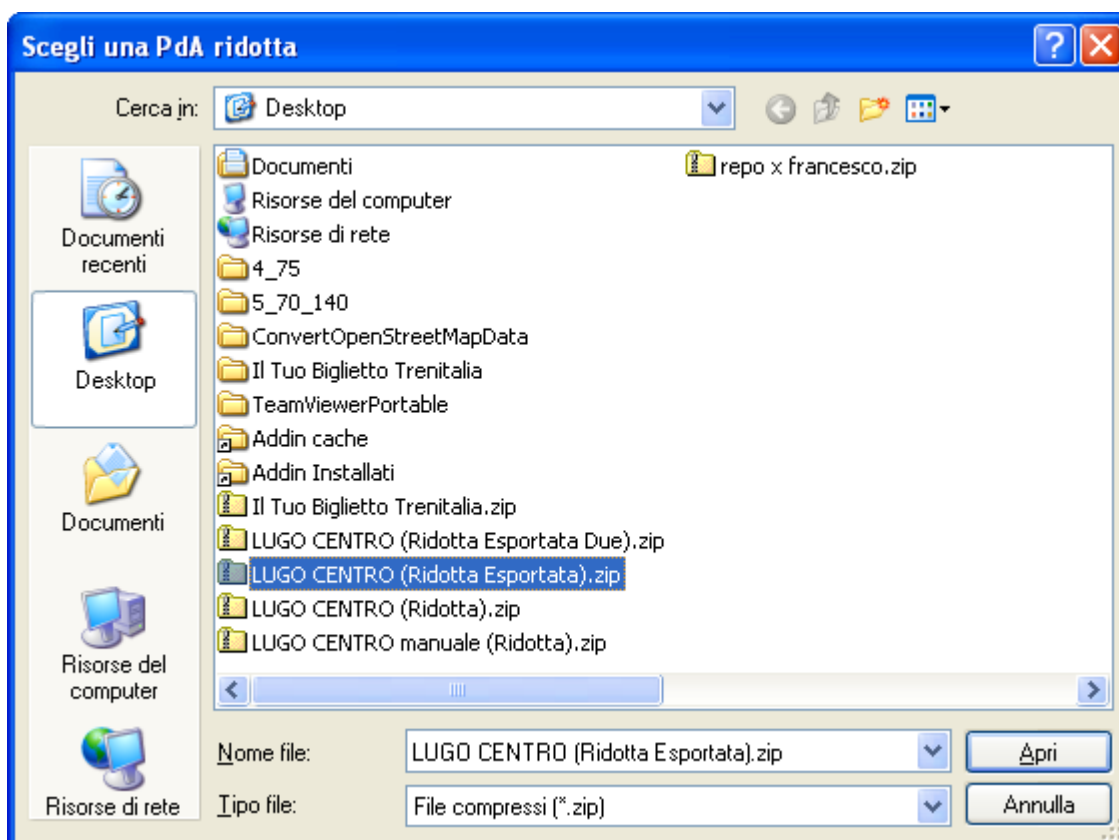 Scegli una PdA ridotta
Cerca in:
Desktop
Documenti recenti
Desktop
Documenti
Risorse del computer
Risorse di rete
Documenti
Risorse del computer
Risorse di rete
4_75
5_70_140
ConvertOpenStreetMapData
Il Tuo Biglietto Trenitalia
TeamViewerPortable
Addin cache
Addin Installati
Il Tuo Biglietto Trenitalia.zip
LUGO CENTRO (Ridotta Esportata Due).zip
LUGO CENTRO (Ridotta Esportata).zip
LUGO CENTRO (Ridotta).zip
LUGO CENTRO manuale (Ridotta).zip
repo x francesco.zip
Nome file:
LUGO CENTRO (Ridotta Esportata).zip
Apri
Tipo file:
File compressi (*.zip)
Annulla